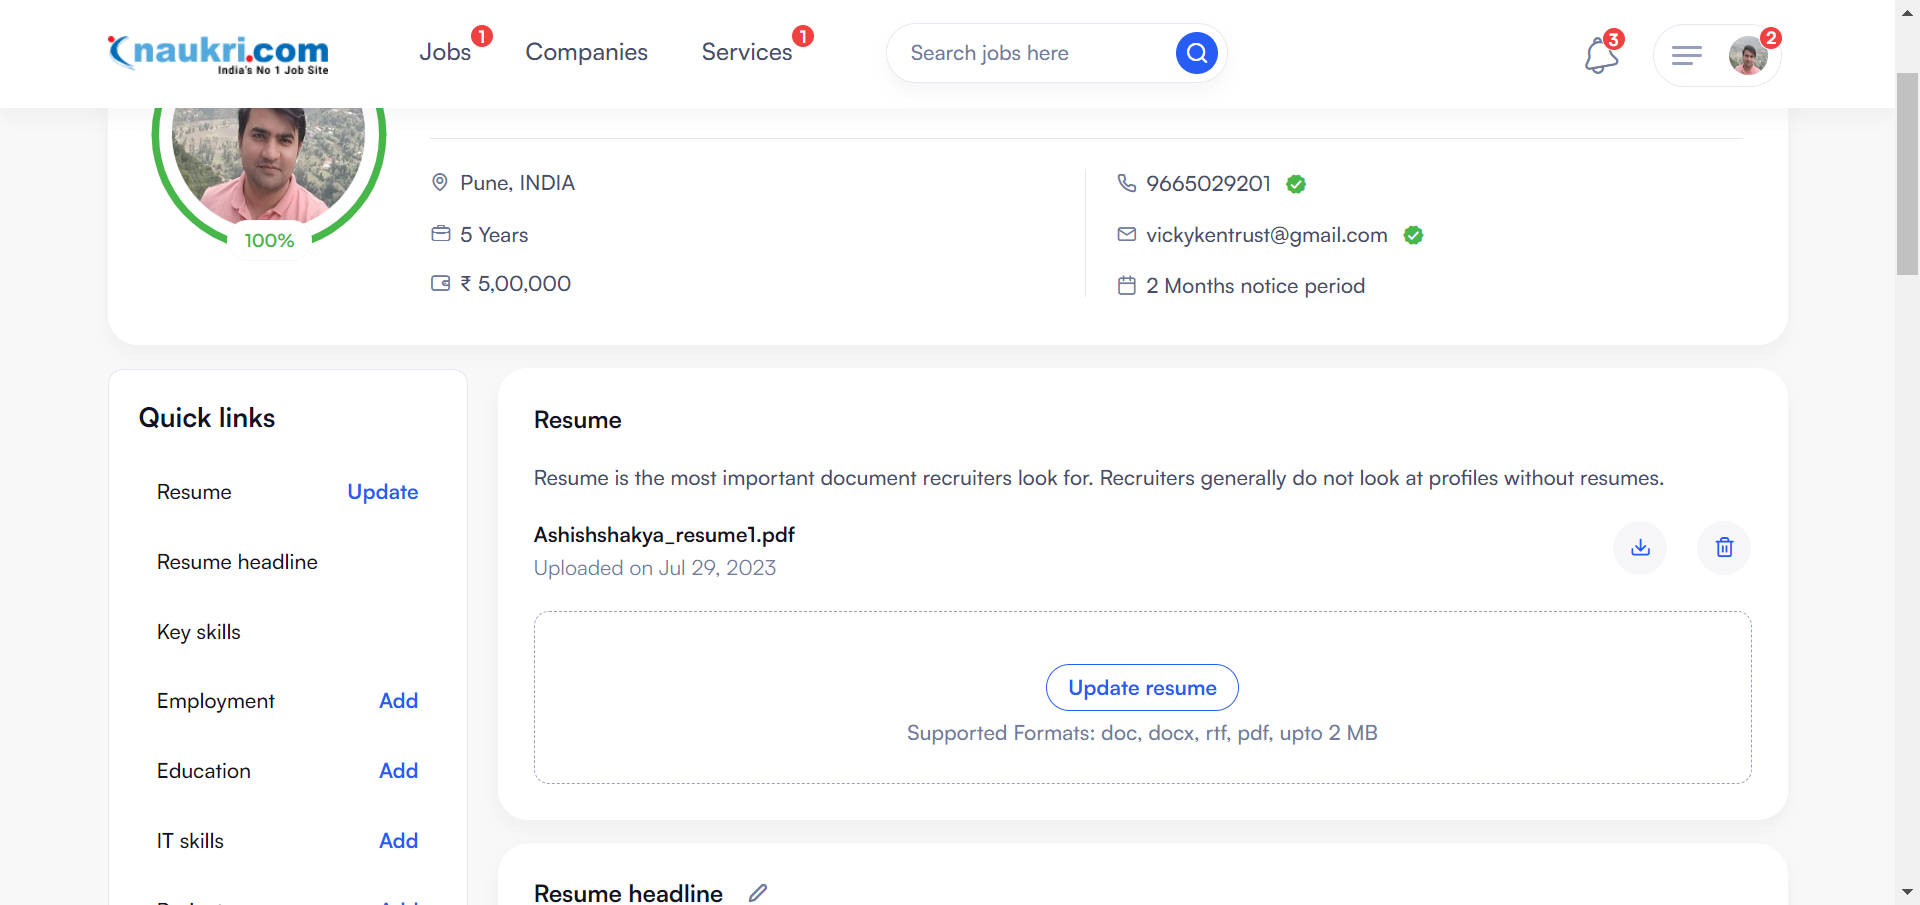 naukri.com
India's No 1 Job Site
Jobs 1
Companies
Services 1
Search jobs here
3
2
100%
Pune, INDIA
5 Years
₹ 5,00,000
9665029201
vickykentrust@gmail.com
2 Months notice period
Quick links
Resume Update
Resume headline
Key skills
Employment Add
Education Add
IT skills Add
Resume
Resume is the most important document recruiters look for. Recruiters generally do not look at profiles without resumes.
Ashishshakya_resume1.pdf
Uploaded on Jul 29, 2023
Update resume
Supported Formats: doc, docx, rtf, pdf, upto 2 MB
Resume headline